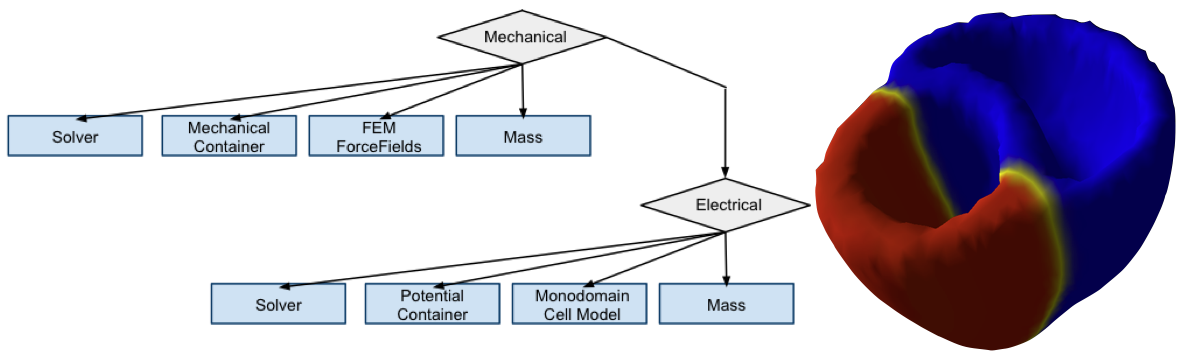 Mechanical
Solver
Mechanical
Container
FEM
ForceFields
Mass
Electrical
Solver
Potential
Container
Monodomain
Cell Model
Mass